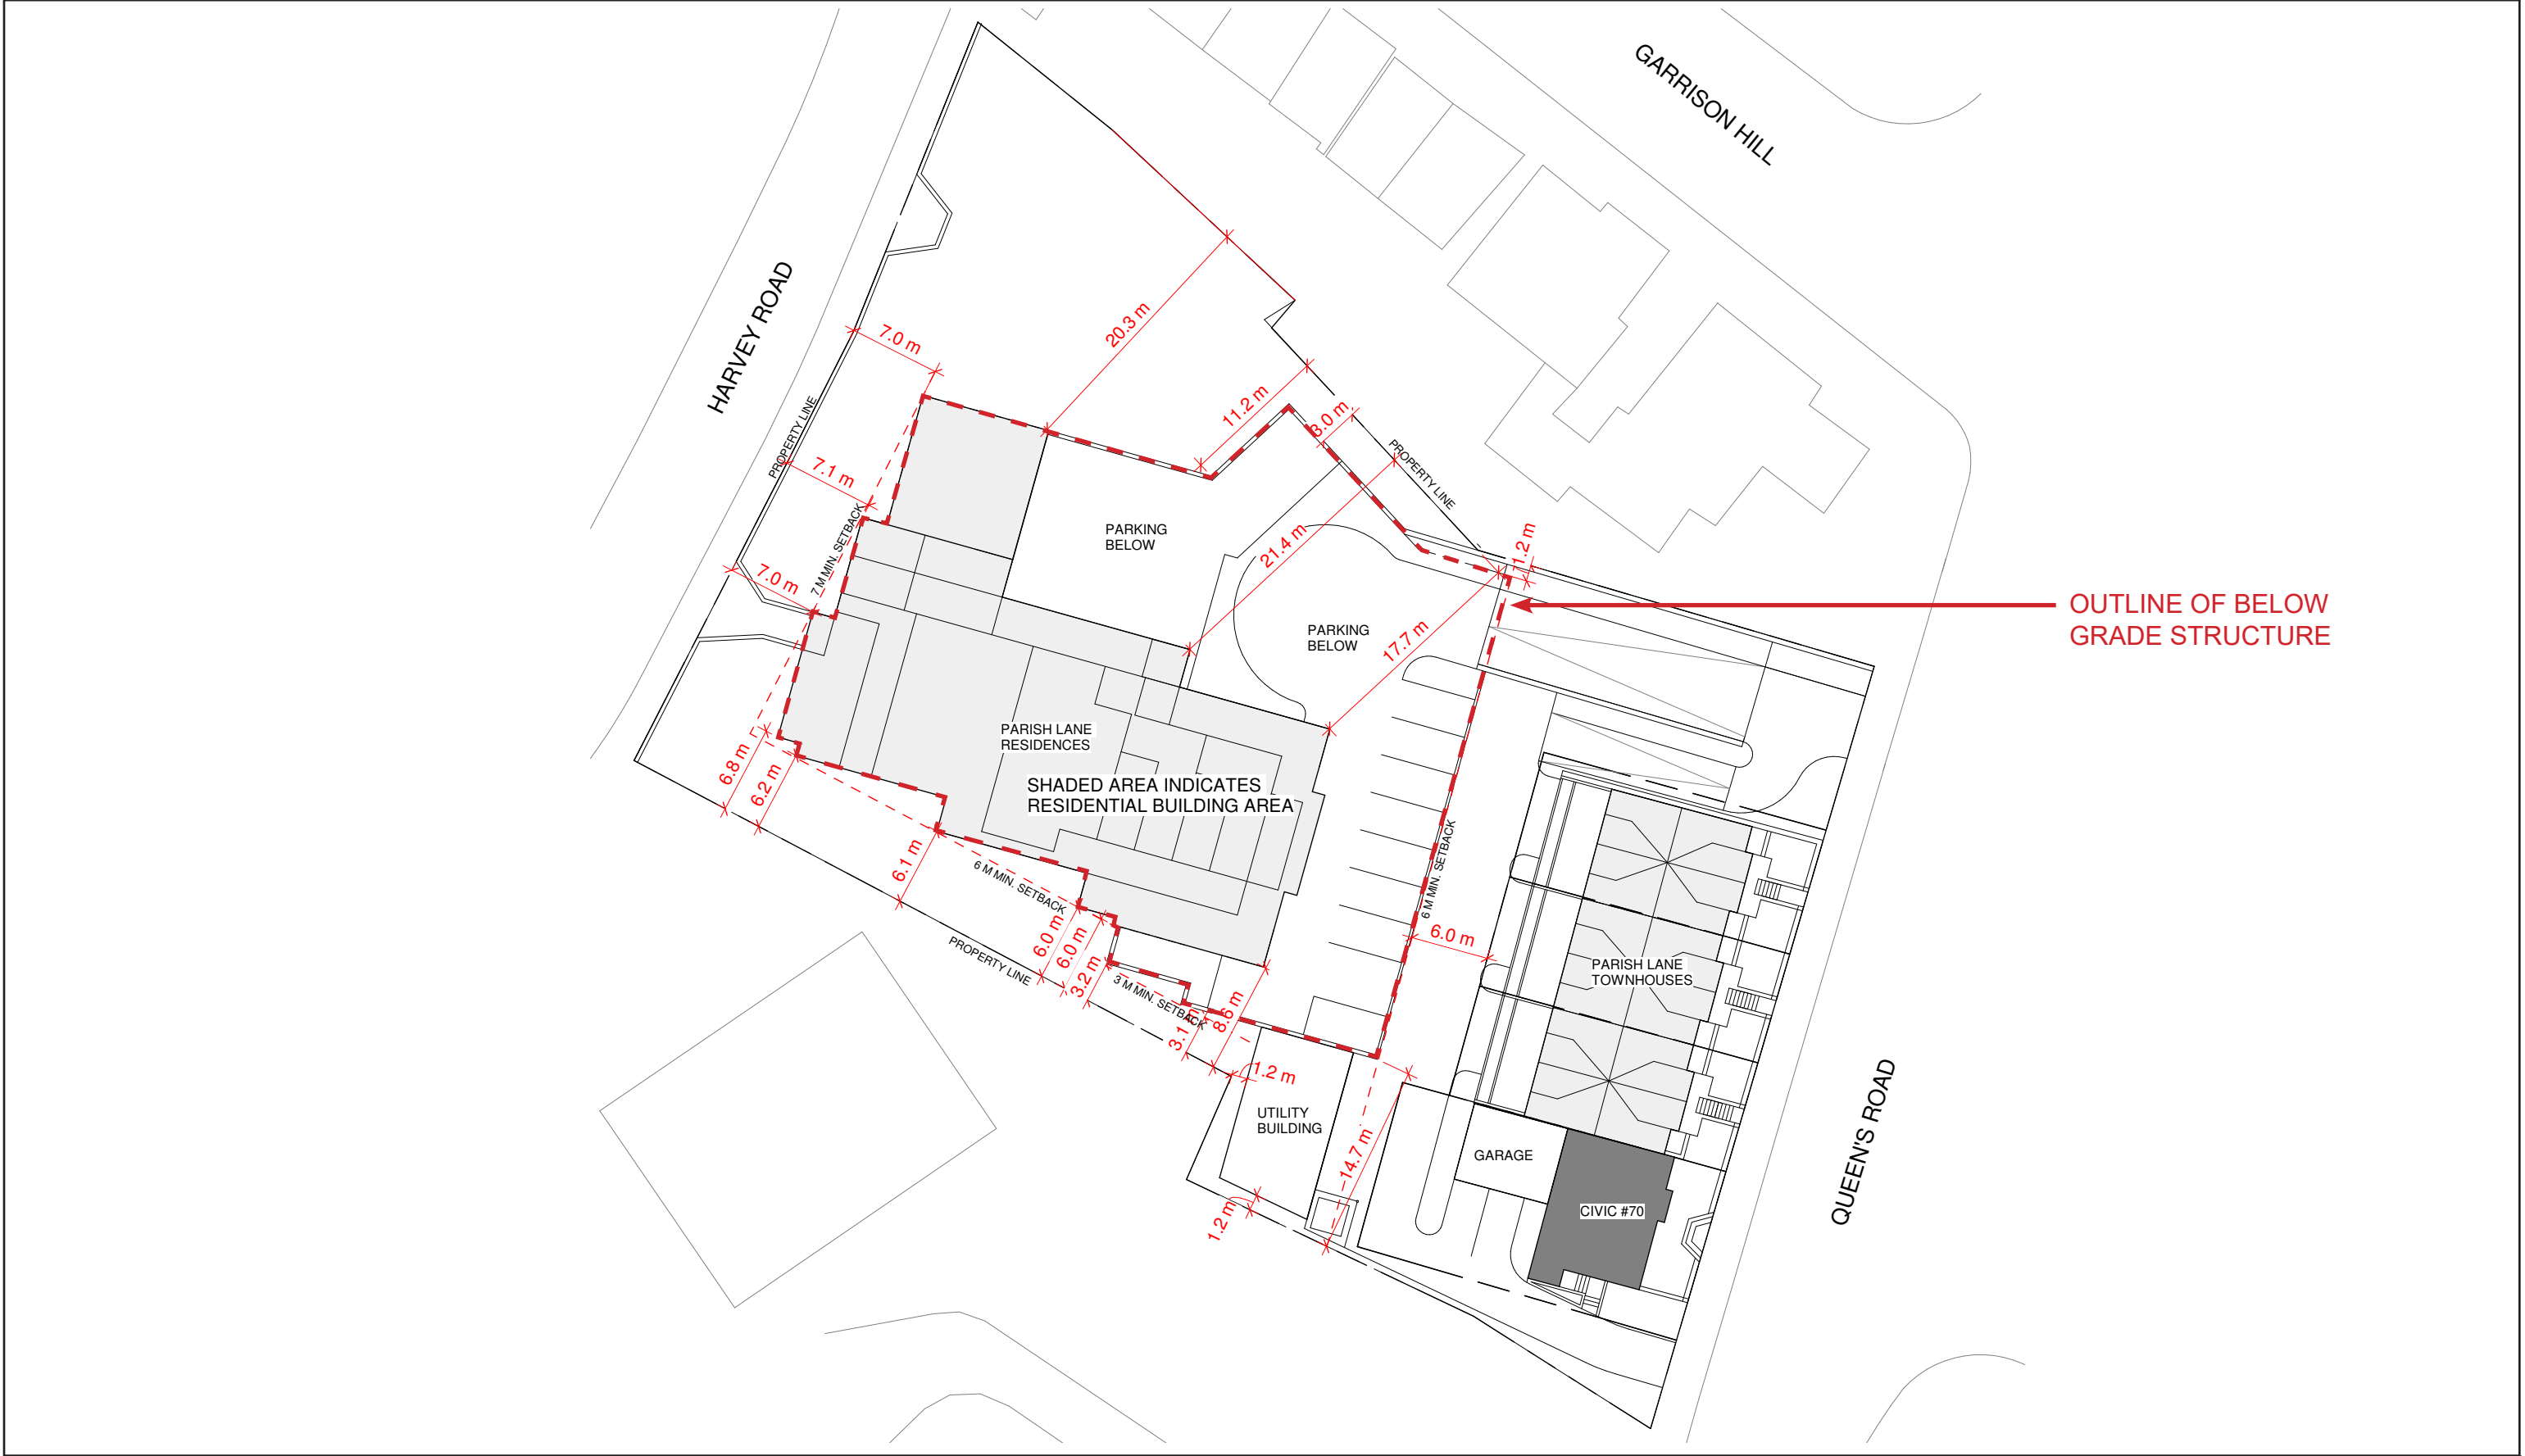 GARRISON HILL
HARVEY ROAD
20.3 m
7.0 m
11.2 m
3.0 m
PROPERTY LINE
PROPERTY LINE
7.1 m
7 M MIN. SETBACK
PARKING
BELOW
21.4 m
1.2 m
7.0 m
OUTLINE OF BELOW
GRADE STRUCTURE
PARKING
BELOW
17.7 m
PARISH LANE
RESIDENCES
6.8 m
6.2 m
SHADED AREA INDICATES
RESIDENTIAL BUILDING AREA
6.1 m
6 M MIN. SETBACK
6 M MIN. SETBACK
6.0 m
6.0 m
6.0 m
PROPERTY LINE
3.2 m
3 M MIN. SETBACK
PARISH LANE
TOWNHOUSES
3.1 m
8.6 m
1.2 m
UTILITY
BUILDING
14.7 m
GARAGE
QUEEN'S ROAD
1.2 m
CIVIC #70